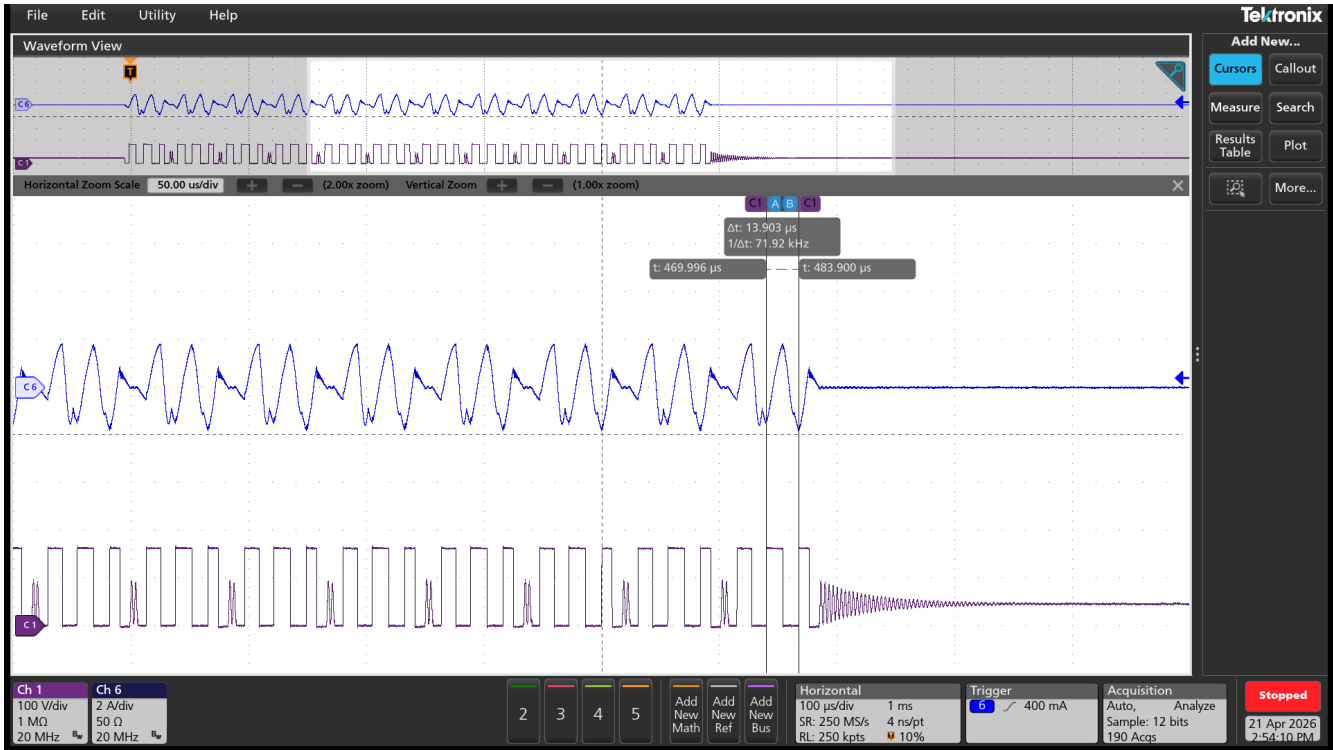 File Edit Utility Help
Tektronix
Waveform View
Add New...
Cursors Callout
Measure Search
Results Table Plot
More...
T
C6
C1
Horizontal Zoom Scale 50.00 us/div + - (2.00x zoom) Vertical Zoom + - (1.00x zoom)
C1 A B C1
Δt: 13.903 µs
1/Δt: 71.92 kHz
t: 469.996 µs t: 483.900 µs
C6
C1
Ch 1
100 V/div
1 MΩ
20 MHz Bw
Ch 6
2 A/div
50 Ω
20 MHz Bw
2 3 4 5
Add New Math
Add New Ref
Add New Bus
Horizontal
100 µs/div 1 ms
SR: 250 MS/s 4 ns/pt
RL: 250 kpts T 10%
Trigger
6 400 mA
Acquisition
Auto, Analyze
Sample: 12 bits
190 Acqs
Stopped
21 Apr 2026
2:54:10 PM